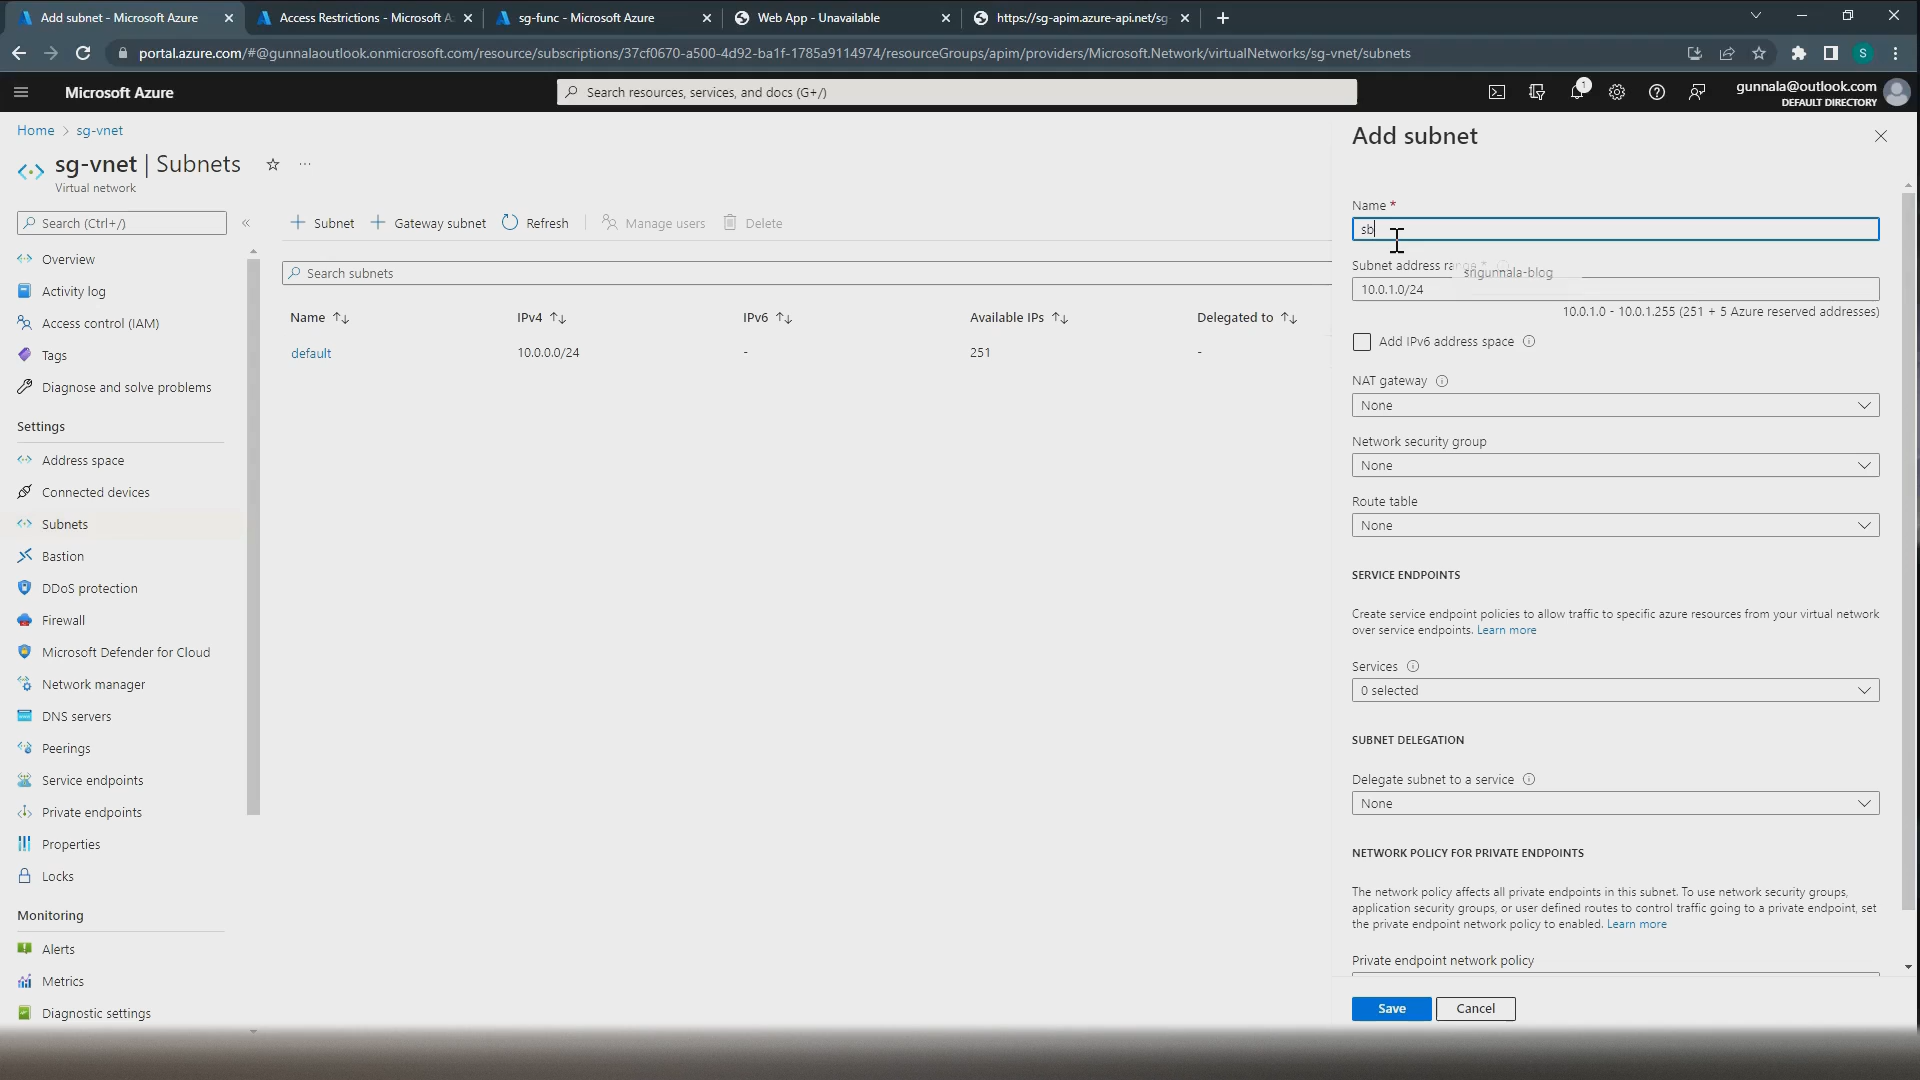 Add subnet - Microsoft Azure
Access Restrictions - Microsoft A
sg-func - Microsoft Azure
Web App - Unavailable
https://sg-apim.azure-api.net/sg
portal.azure.com/#@gunnalaoutlook.onmicrosoft.com/resource/subscriptions/37cf0670-a500-4d92-ba1f-1785a9114974/resourceGroups/apim/providers/Microsoft.Network/virtualNetworks/sg-vnet/subnets
S
Microsoft Azure
Search resources, services, and docs (G+/)
1
gunnala@outlook.com
DEFAULT DIRECTORY
Home > sg-vnet
sg-vnet | Subnets
Virtual network
Search (Ctrl+/)
Overview
Activity log
Access control (IAM)
Tags
Diagnose and solve problems
Settings
Address space
Connected devices
Subnets
Bastion
DDoS protection
Firewall
Microsoft Defender for Cloud
Network manager
DNS servers
Peerings
Service endpoints
Private endpoints
Properties
Locks
Monitoring
Alerts
Metrics
Diagnostic settings
Subnet
Gateway subnet
Refresh
Manage users
Delete
Search subnets
Name IPv4 IPv6 Available IPs Delegated to
default 10.0.0.0/24 - 251 -
Add subnet
Name *
sb
Subnet address
srigunnala-blog
10.0.1.0/24
10.0.1.0 - 10.0.1.255 (251 + 5 Azure reserved addresses)
Add IPv6 address space
NAT gateway
None
Network security group
None
Route table
None
SERVICE ENDPOINTS
Create service endpoint policies to allow traffic to specific azure resources from your virtual network
over service endpoints. Learn more
Services
0 selected
SUBNET DELEGATION
Delegate subnet to a service
None
NETWORK POLICY FOR PRIVATE ENDPOINTS
The network policy affects all private endpoints in this subnet. To use network security groups,
application security groups, or user defined routes to control traffic going to a private endpoint, set
the private endpoint network policy to enabled. Learn more
Private endpoint network policy
Save
Cancel